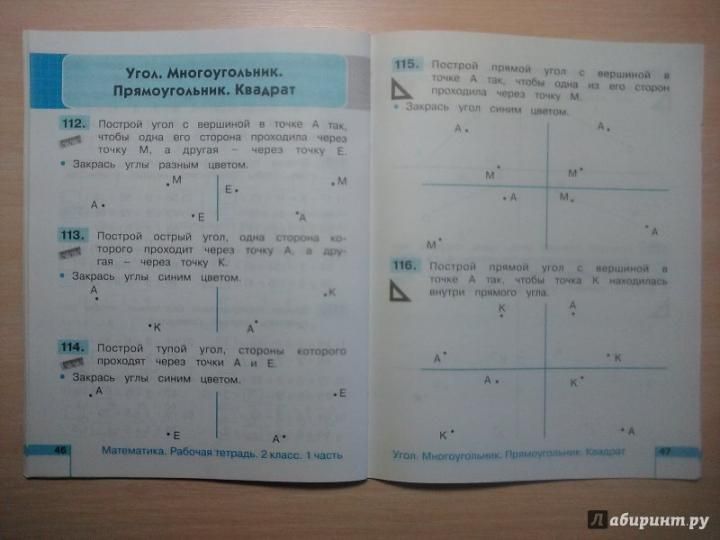 Угол. Многоугольник.
Прямоугольник. Квадрат
112. Построй угол с вершиной в точке А так,
чтобы одна его сторона проходила через
точку М, а другая – через точку Е.
• Закрась углы разным цветом.
М
Е
М
А
Е
А
113. Построй острый угол, одна сторона ко-
торого проходит через точку А, а дру-
гая – через точку К.
• Закрась углы синим цветом.
А
К
К
А
114. Построй тупой угол, стороны которого
проходят через точки А и Е.
• Закрась углы синим цветом.
А
Е
Е
А
46 Математика. Рабочая тетрадь. 2 класс. 1 часть
115. Построй прямой угол с вершиной в
точке А так, чтобы одна из его сторон
проходила через точку М.
• Закрась угол синим цветом.
А
А
М
М
А
М
А
М
116. Построй прямой угол с вершиной в
точке А так, чтобы точка К находилась
внутри прямого угла.
К
А
А
К
А
К
К
А
Угол. Многоугольник. Прямоугольник. Квадрат 47
Лабиринт.ру